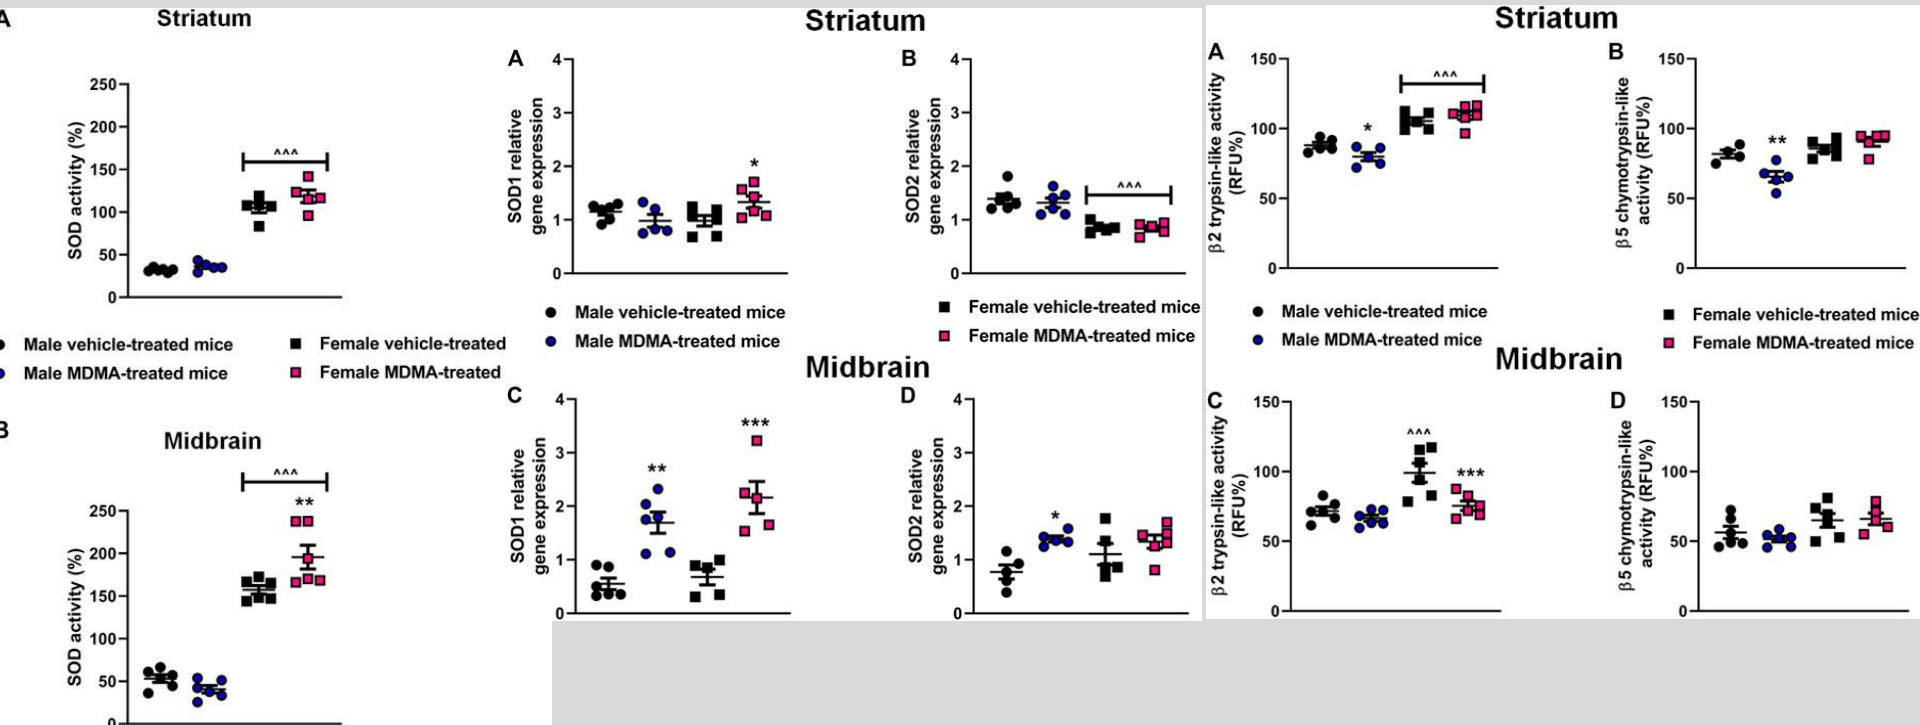 A
Striatum
SOD activity (%)
250
200
150
100
50
0
^^^
Male vehicle-treated mice
Male MDMA-treated mice
Female vehicle-treated
Female MDMA-treated
B
Midbrain
SOD activity (%)
250
200
150
100
50
0
^^^
**
Striatum
A
SOD1 relative
gene expression
4
3
2
1
0
*
B
SOD2 relative
gene expression
4
3
2
1
0
^^^
Male vehicle-treated mice
Male MDMA-treated mice
Female vehicle-treated mice
Female MDMA-treated mice
Midbrain
C
SOD1 relative
gene expression
4
3
2
1
0
**
***
D
SOD2 relative
gene expression
4
3
2
1
0
*
Striatum
A
β2 trypsin-like activity
(RFU%)
150
100
50
0
*
^^^
B
β5 chymotrypsin-like
activity (RFU%)
150
100
50
0
**
Male vehicle-treated mice
Male MDMA-treated mice
Female vehicle-treated mice
Female MDMA-treated mice
Midbrain
C
β2 trypsin-like activity
(RFU%)
150
100
50
0
^^^
***
D
β5 chymotrypsin-like
activity (RFU%)
150
100
50
0